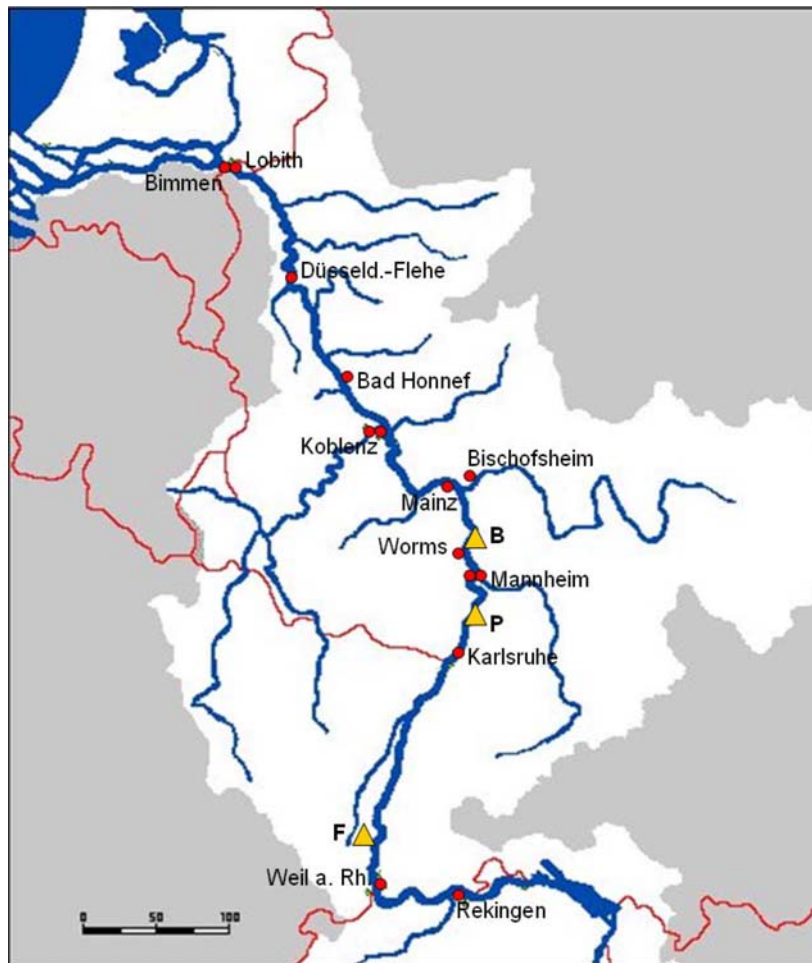 Lobith
Bimmen
Düsseld.-Flehe
Bad Honnef
Koblenz
Bischofsheim
Mainz
B
Worms
Mannheim
P
Karlsruhe
F
Weil a. Rh.
Rekingen
0 50 100